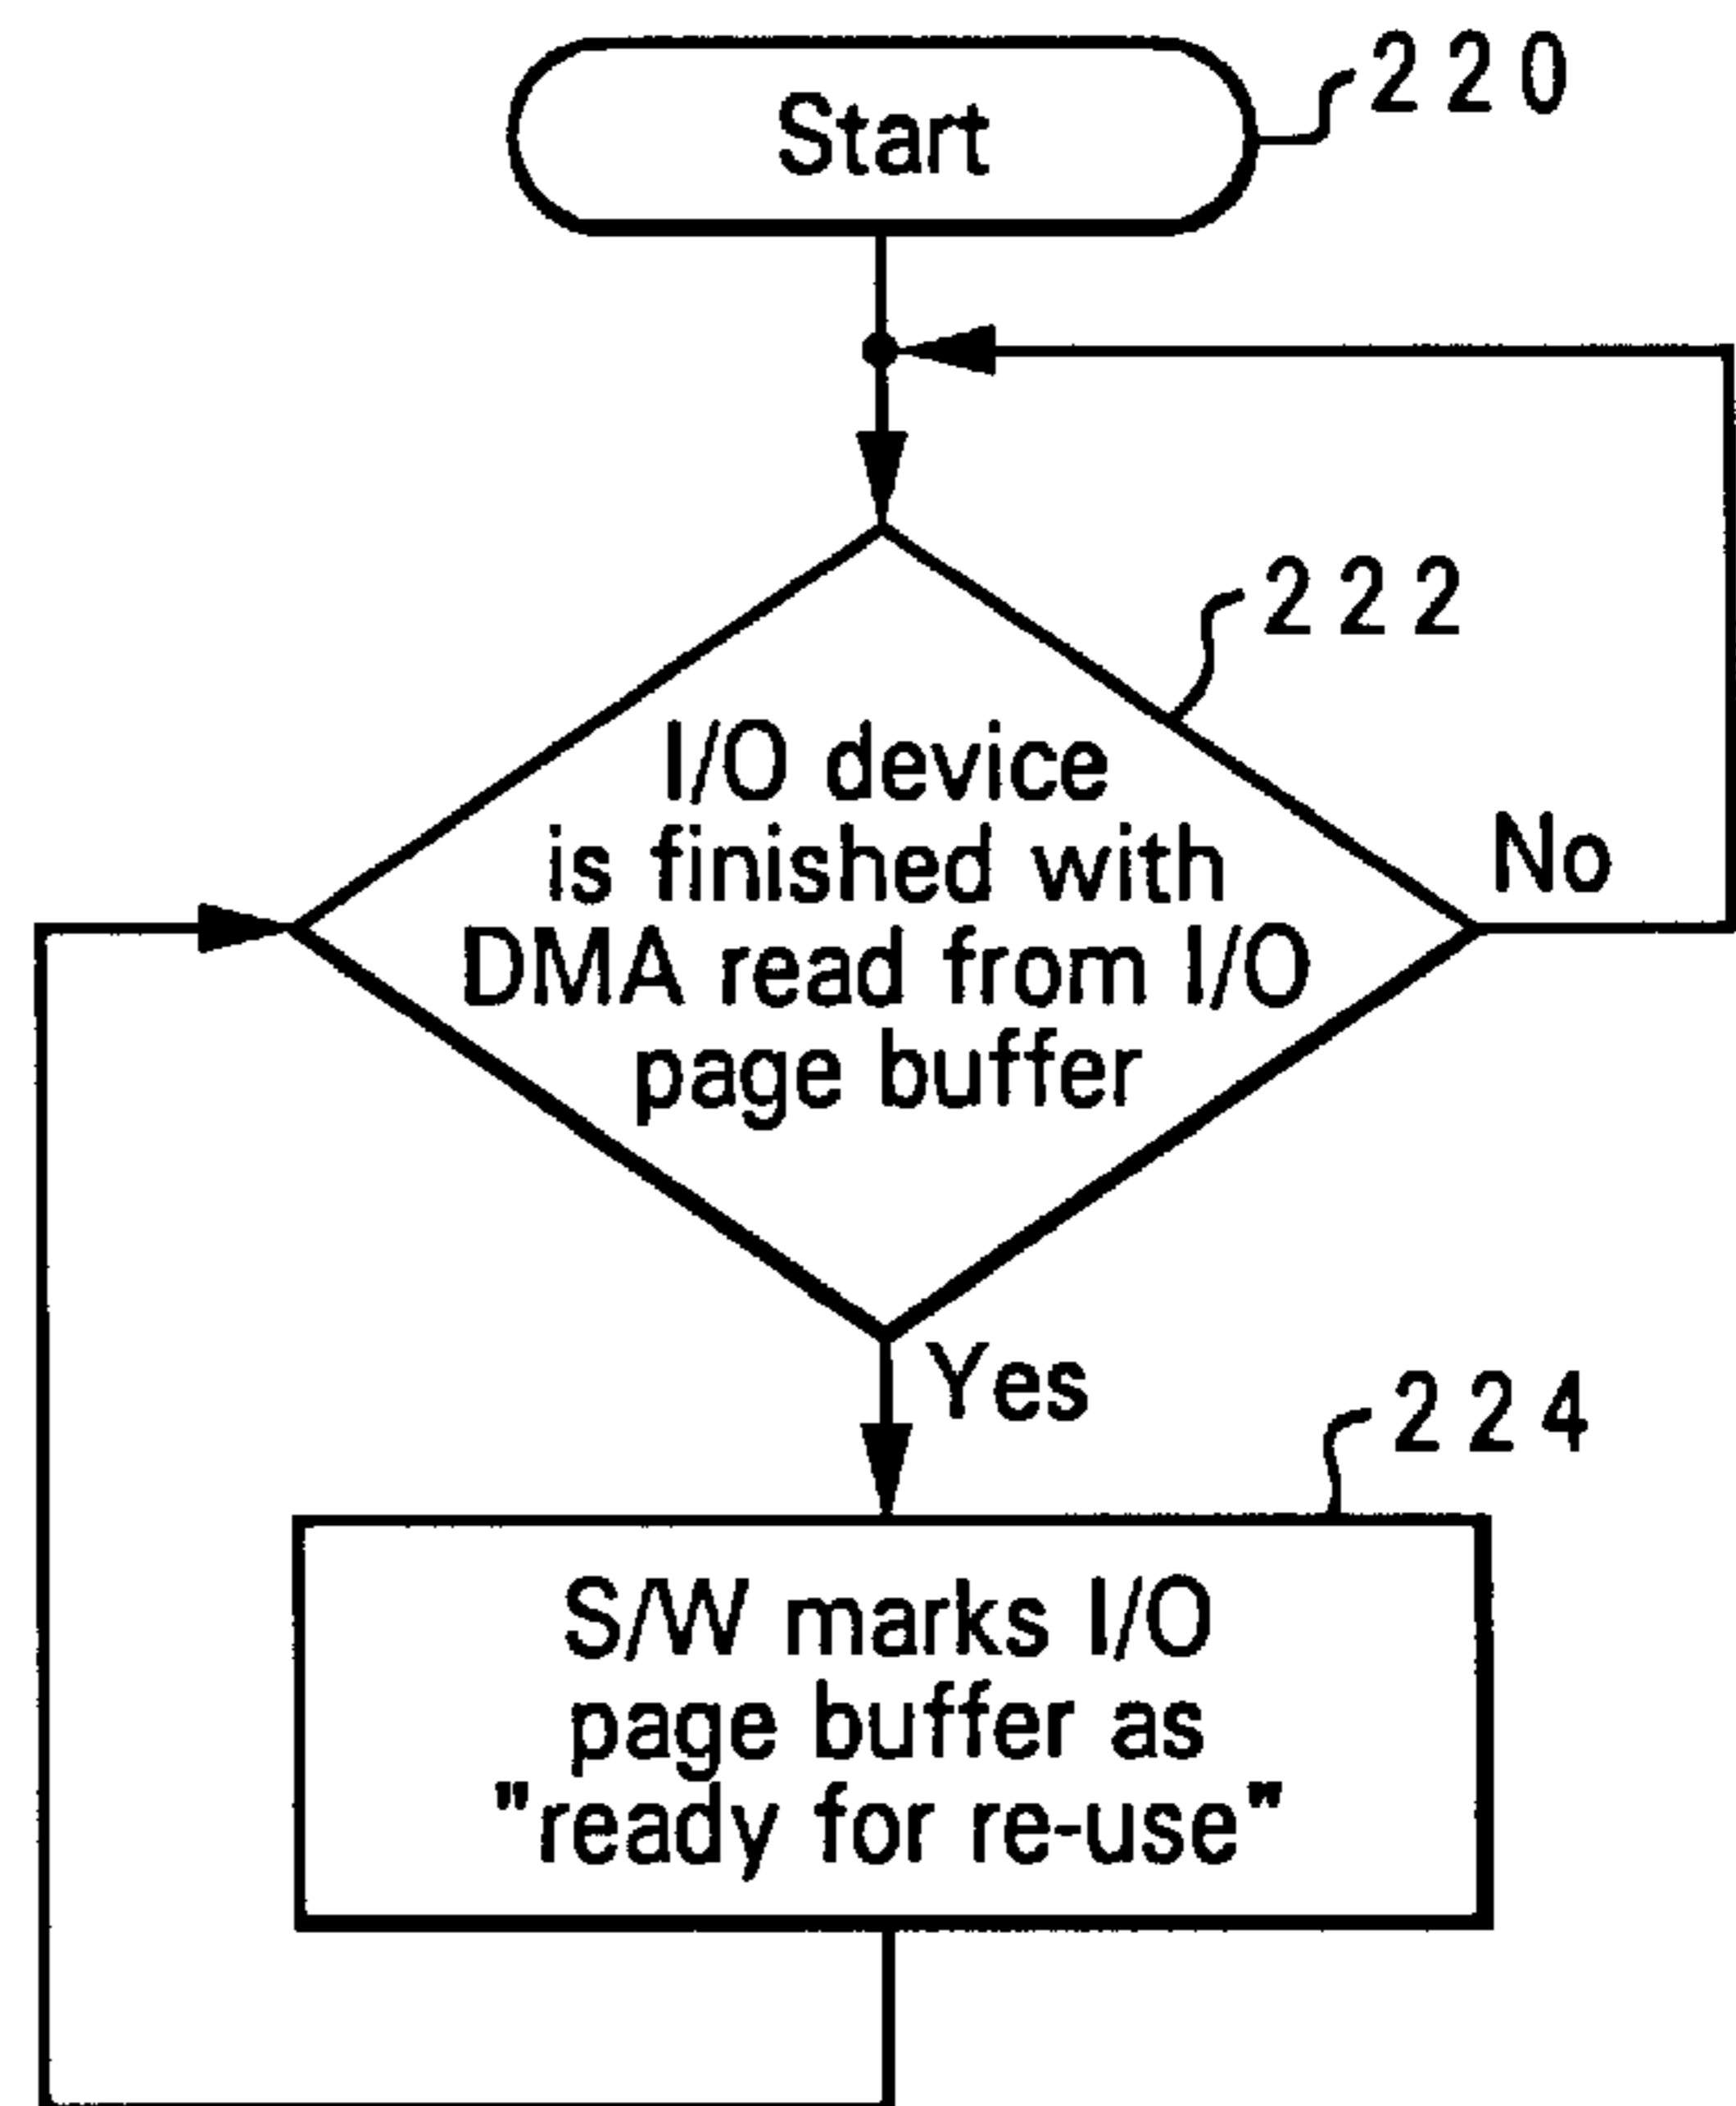 Start
220
222
I/O device
is finished with
DMA read from I/O
page buffer
No
Yes
224
S/W marks I/O
page buffer as
"ready for re-use"